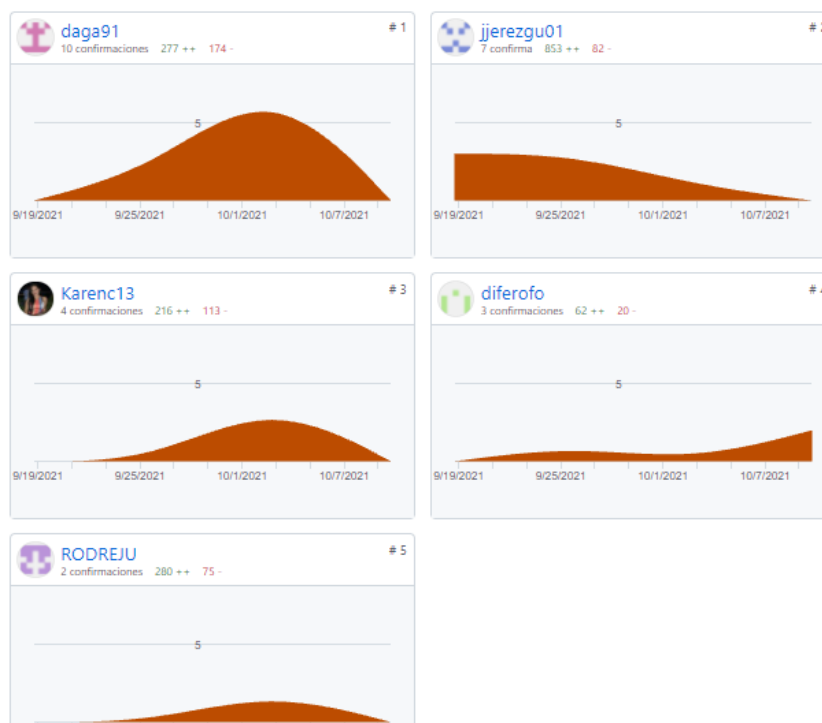 daga91 # 1
10 confirmaciones 277 ++ 174 -
5
9/19/2021 9/25/2021 10/1/2021 10/7/2021
jjerezgu01 #
7 confirma 853 ++ 82 -
5
9/19/2021 9/25/2021 10/1/2021 10/7/2021
Karenc13 # 3
4 confirmaciones 216 ++ 113 -
5
9/19/2021 9/25/2021 10/1/2021 10/7/2021
diferofo #
3 confirmaciones 62 ++ 20 -
5
9/19/2021 9/25/2021 10/1/2021 10/7/2021
RODREJU # 5
2 confirmaciones 280 ++ 75 -
5